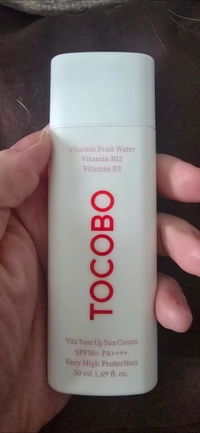 Vitamin Fruit Water
Vitamin B12
Vitamin B3
TOCOBO
Vita Tone Up Sun Cream
SPF50+ PA++++
Very High Protection
50 ml 1.69 fl. oz.